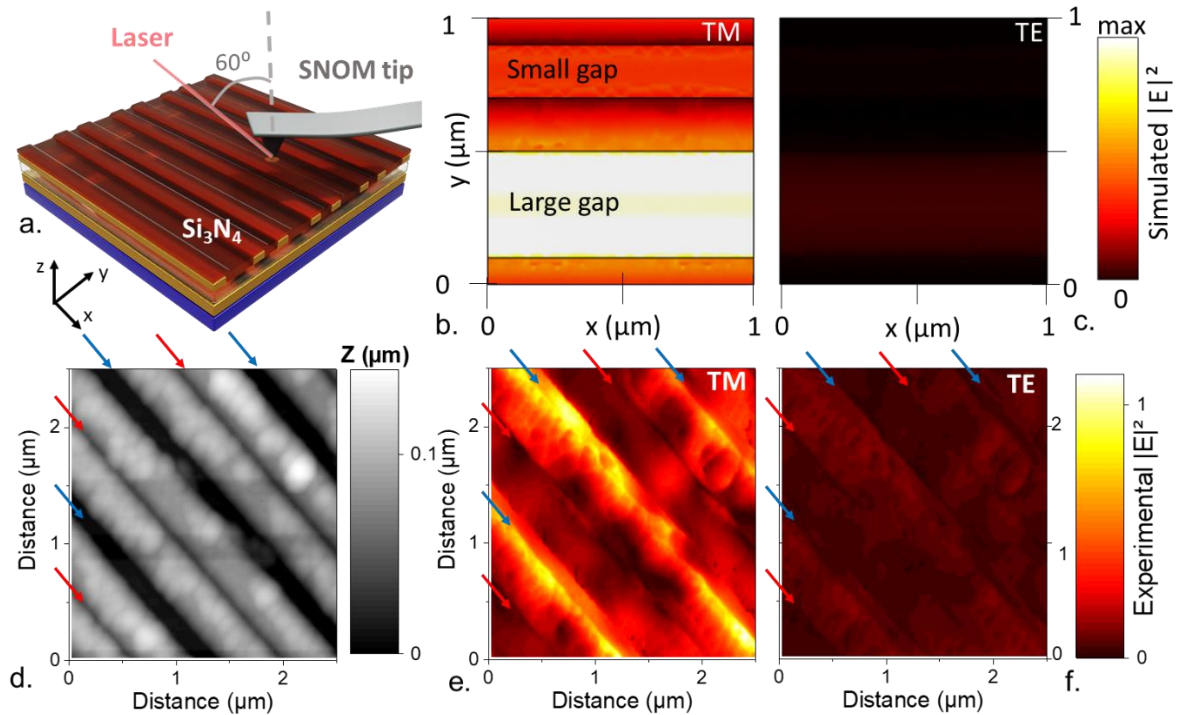 Laser
60⁰
SNOM tip
Si₃N₄
a.
z
y
x
1
y (µm)
0
TM
Small gap
Large gap
0
x (µm)
1
b.
TE
1
0
0
x (µm)
1
c.
max
Simulated |E|²
0
Z (µm)
0.1
0
2
1
0
Distance (µm)
0
1
2
Distance (µm)
d.
TM
2
1
0
Distance (µm)
0
1
2
Distance (µm)
e.
TE
2
1
0
0
1
2
Distance (µm)
f.
1
Experimental |E|²
0